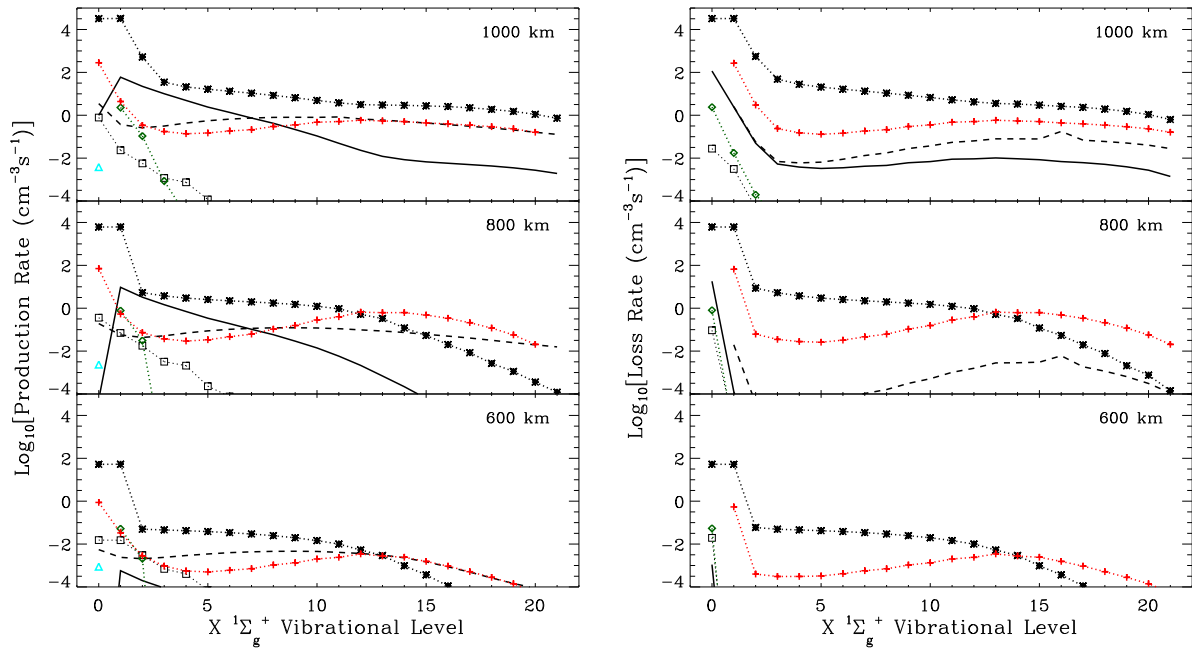 Log10[Production Rate (cm−3s−1)]
4
2
0
−2
−4
1000 km
4
2
0
−2
−4
800 km
4
2
0
−2
−4
600 km
0 5 10 15 20
X 1Σg+ Vibrational Level
Log10[Loss Rate (cm−3s−1)]
4
2
0
−2
−4
1000 km
4
2
0
−2
−4
800 km
4
2
0
−2
−4
600 km
0 5 10 15 20
X 1Σg+ Vibrational Level